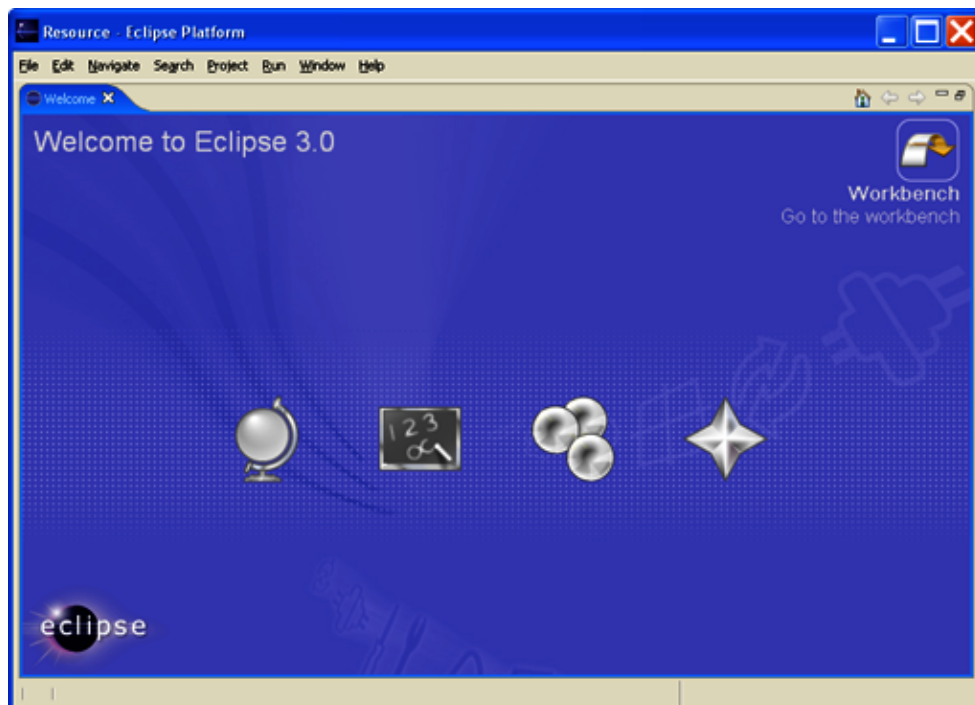 Resource - Eclipse Platform
File Edit Navigate Search Project Run Window Help
Welcome
Welcome to Eclipse 3.0
Workbench
Go to the workbench
1 2 3
eclipse